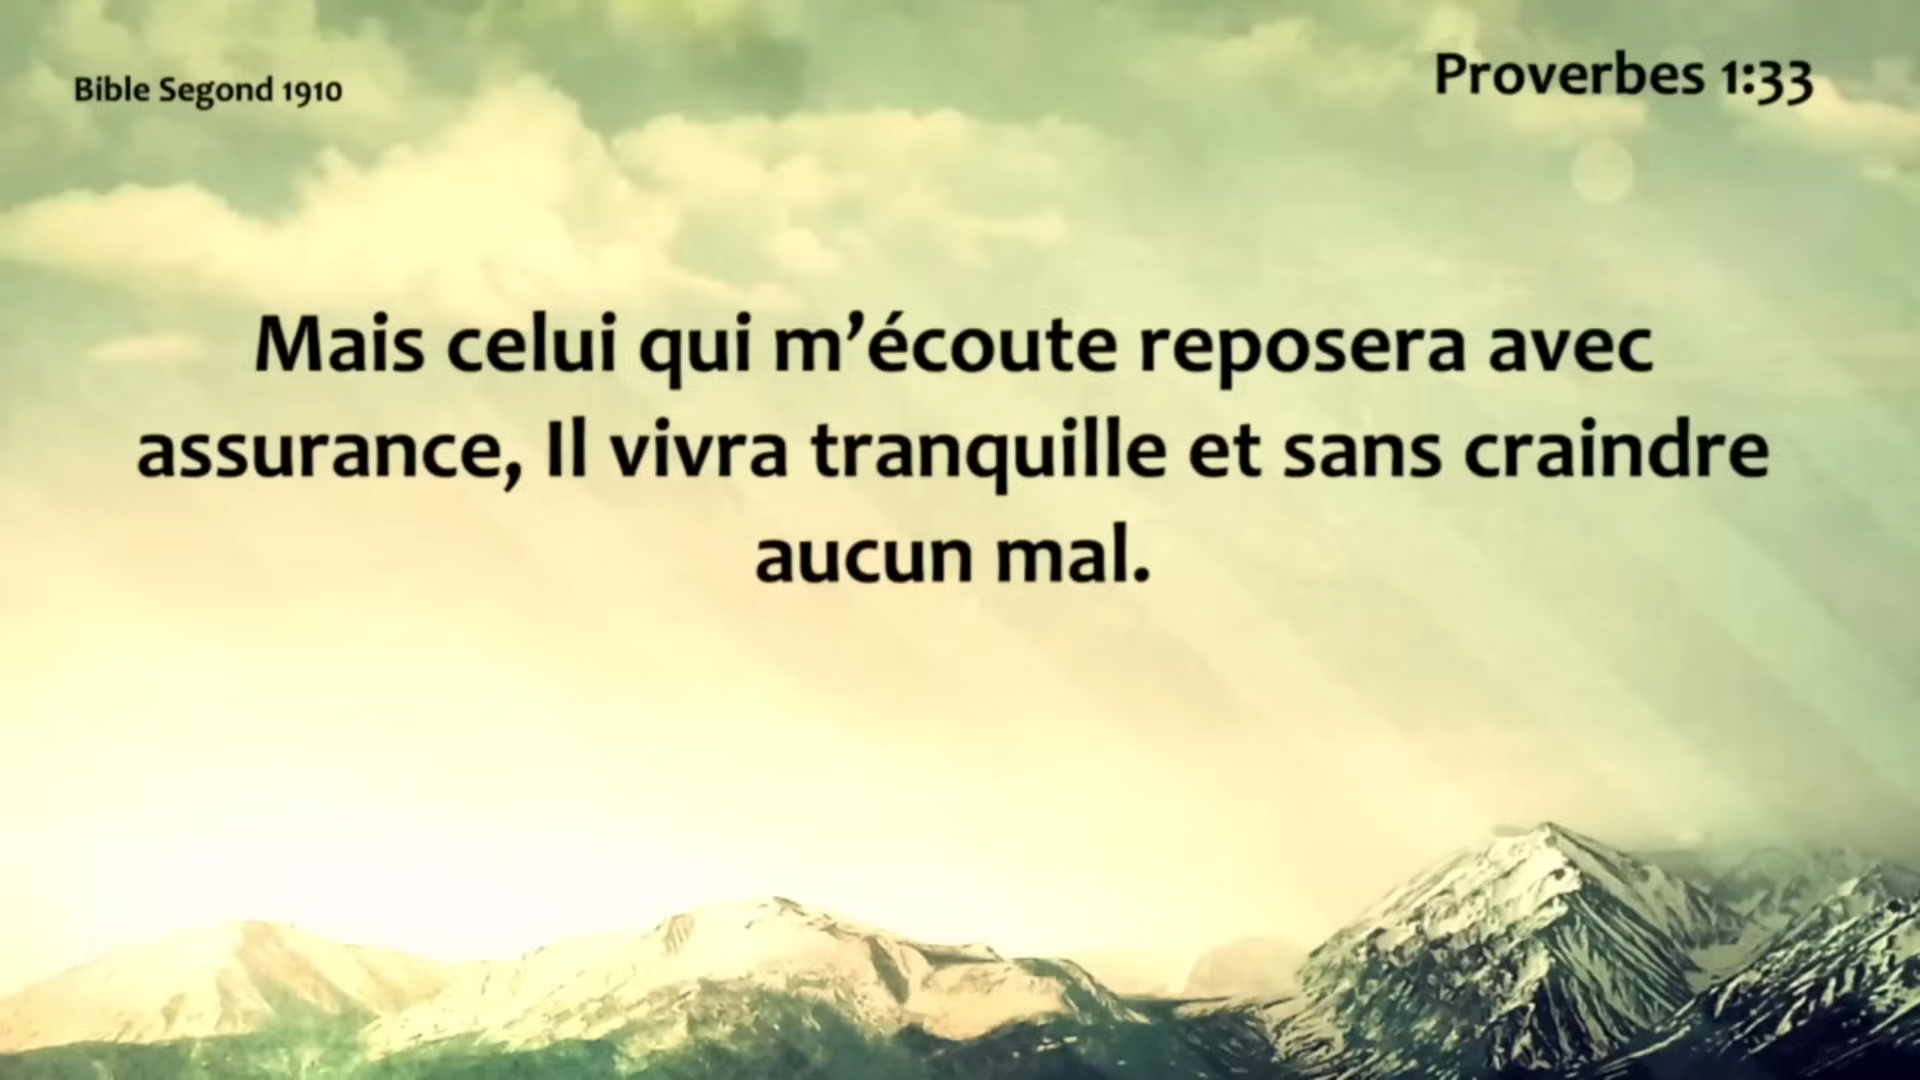 Bible Segond 1910
Proverbes 1:33
Mais celui qui m’écoute reposera avec
assurance, Il vivra tranquille et sans craindre
aucun mal.